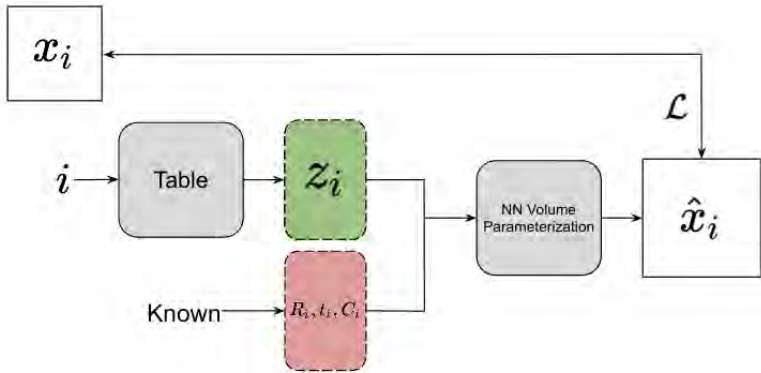 x_i
ℒ
i
Table
z_i
NN Volume
Parameterization
x̂_i
Known
R_i, t_i, C_i